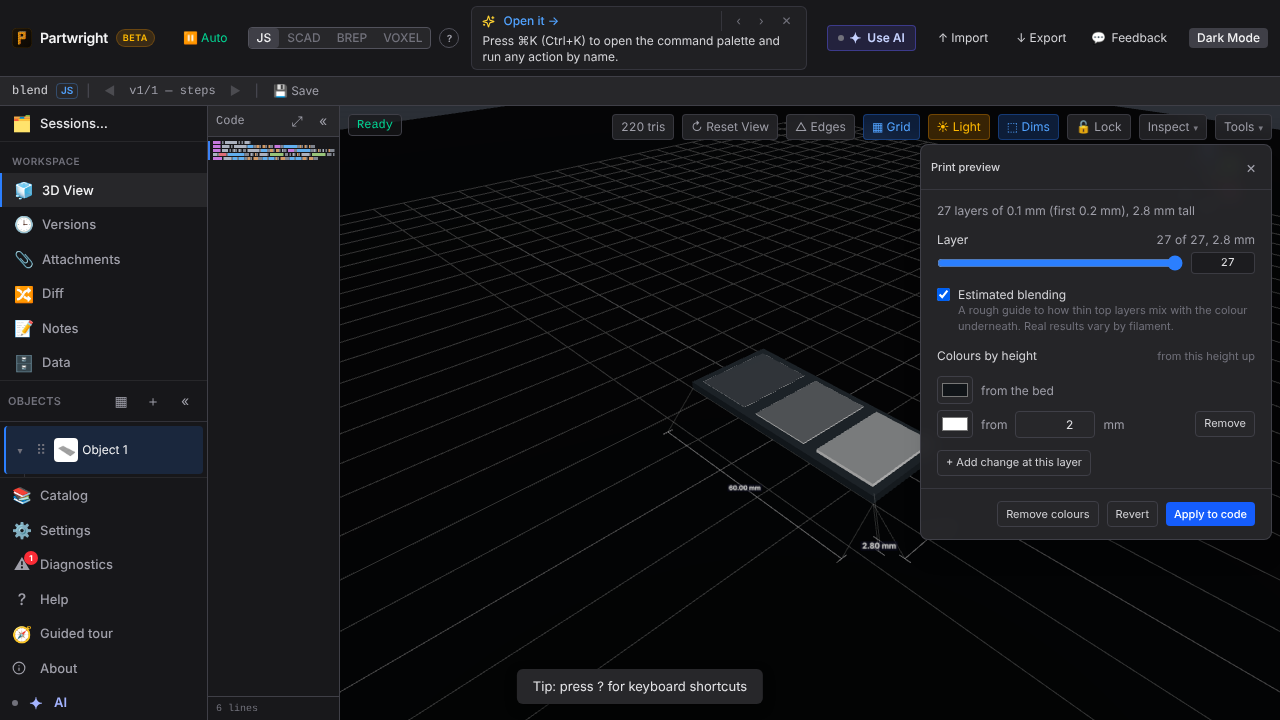 Partwright BETA
Auto
JS SCAD BREP VOXEL ?
Open it →
Press ⌘K (Ctrl+K) to open the command palette and
run any action by name.
Use AI
↑ Import
↓ Export
Feedback
Dark Mode
blend JS
v1/1 — steps
Save
Sessions...
WORKSPACE
3D View
Versions
Attachments
Diff
Notes
Data
OBJECTS
Object 1
Catalog
Settings
1
Diagnostics
Help
Guided tour
About
AI
Code
6 lines
Ready
220 tris
Reset View
Edges
Grid
Light
Dims
Lock
Inspect
Tools
60.00 mm
2.80 mm
Print preview
27 layers of 0.1 mm (first 0.2 mm), 2.8 mm tall
Layer 27 of 27, 2.8 mm
27
Estimated blending
A rough guide to how thin top layers mix with the colour
underneath. Real results vary by filament.
Colours by height from this height up
from the bed
from 2 mm Remove
+ Add change at this layer
Remove colours Revert Apply to code
Tip: press ? for keyboard shortcuts